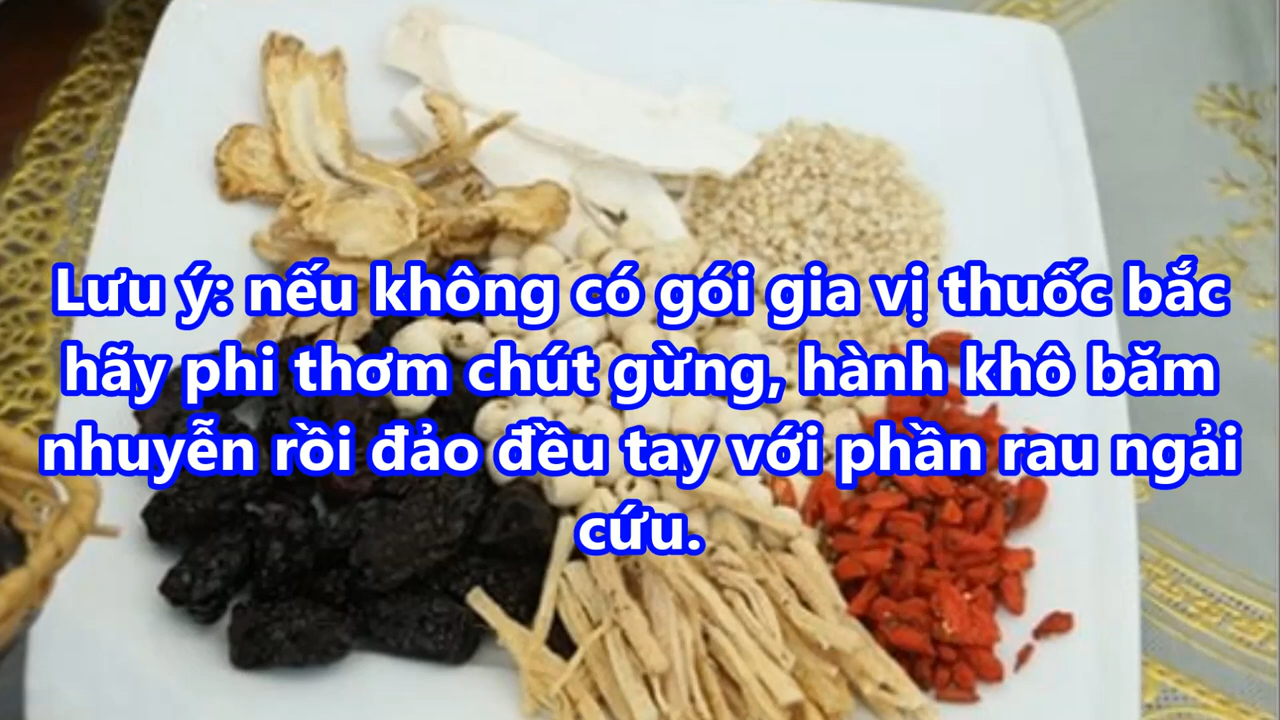 Lưu ý: nếu không có gói gia vị thuốc bắc
hãy phi thơm chút gừng, hành khô băm
nhuyễn rồi đảo đều tay với phần rau ngải
cứu.